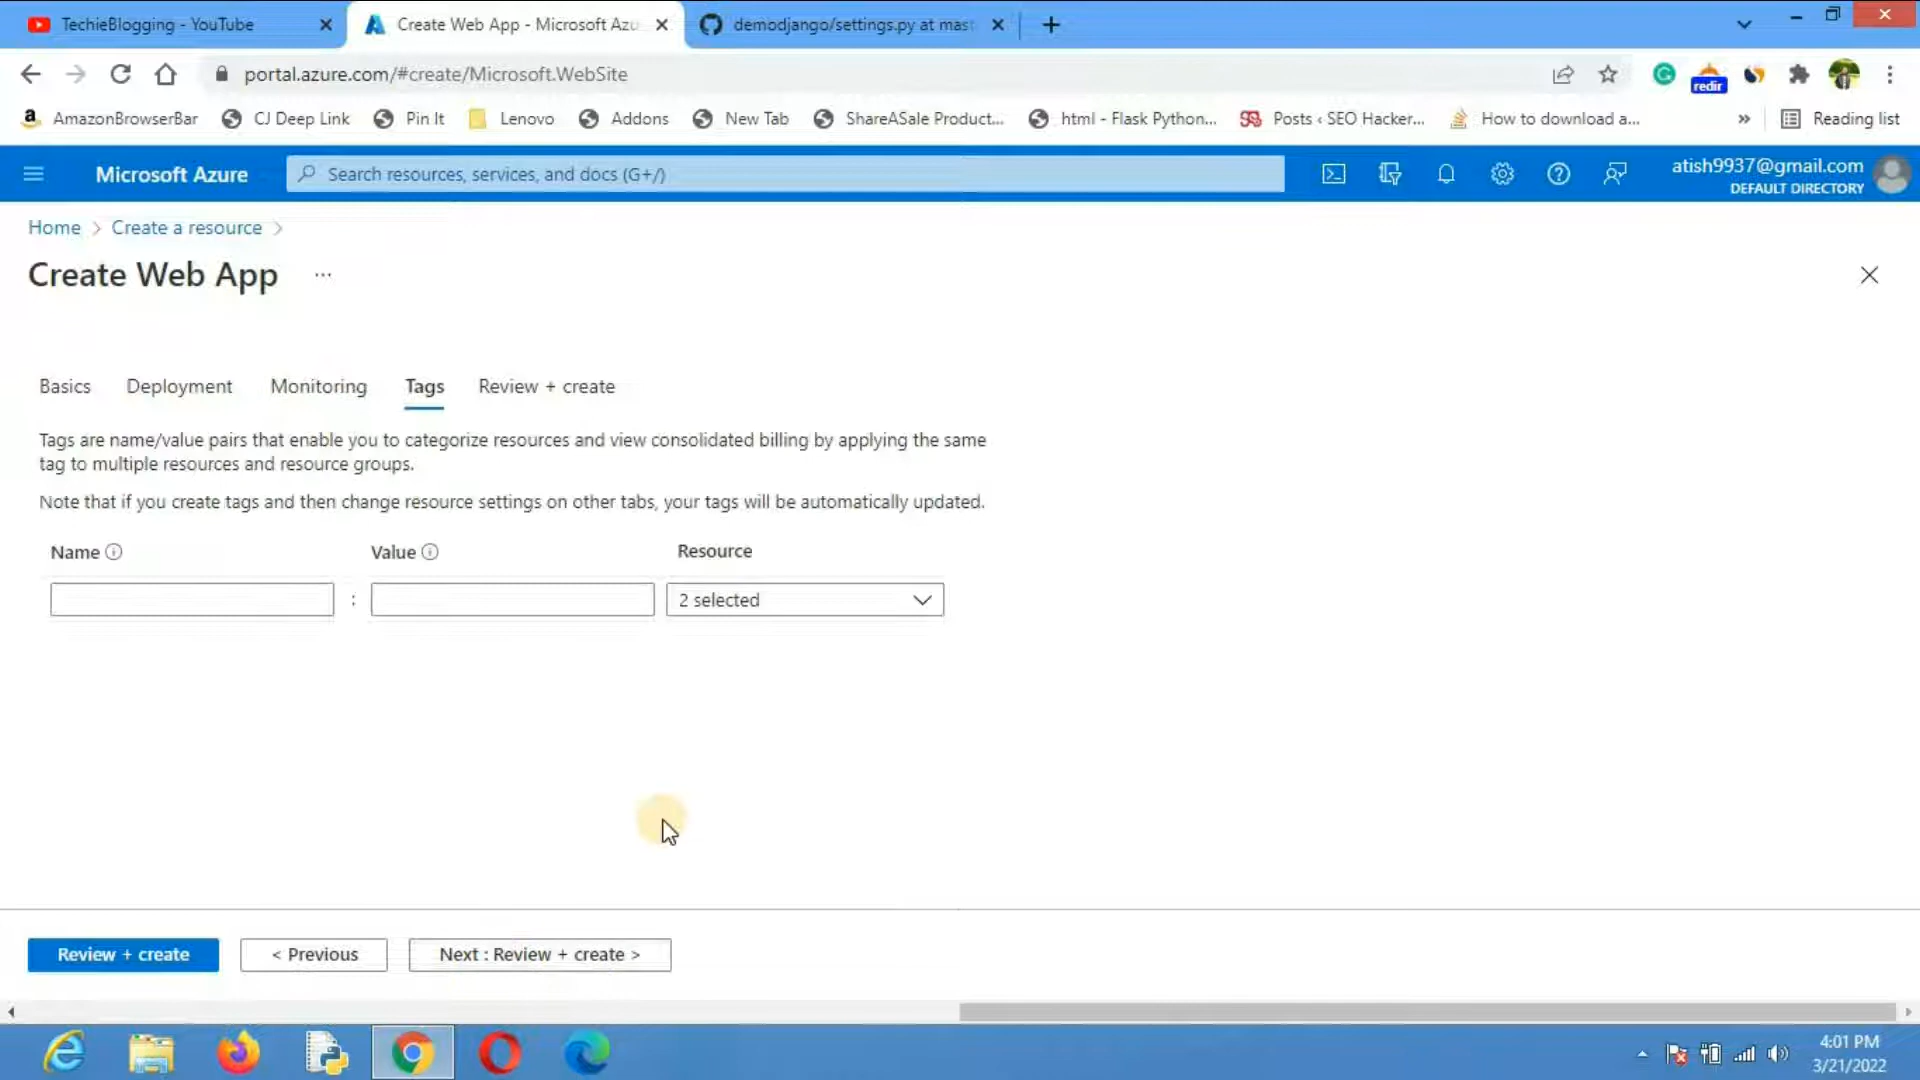 TechieBlogging - YouTube
Create Web App - Microsoft Azu
demodjango/settings.py at mast
portal.azure.com/#create/Microsoft.WebSite
redir
AmazonBrowserBar
CJ Deep Link
Pin It
Lenovo
Addons
New Tab
ShareASale Product...
html - Flask Python...
Posts ‹ SEO Hacker...
How to download a...
»
Reading list
Microsoft Azure
Search resources, services, and docs (G+/)
atish9937@gmail.com
DEFAULT DIRECTORY
Home > Create a resource >
Create Web App ...
Basics Deployment Monitoring Tags Review + create
Tags are name/value pairs that enable you to categorize resources and view consolidated billing by applying the same
tag to multiple resources and resource groups.
Note that if you create tags and then change resource settings on other tabs, your tags will be automatically updated.
Name Value Resource
: 2 selected
Review + create < Previous Next : Review + create >
4:01 PM
3/21/2022